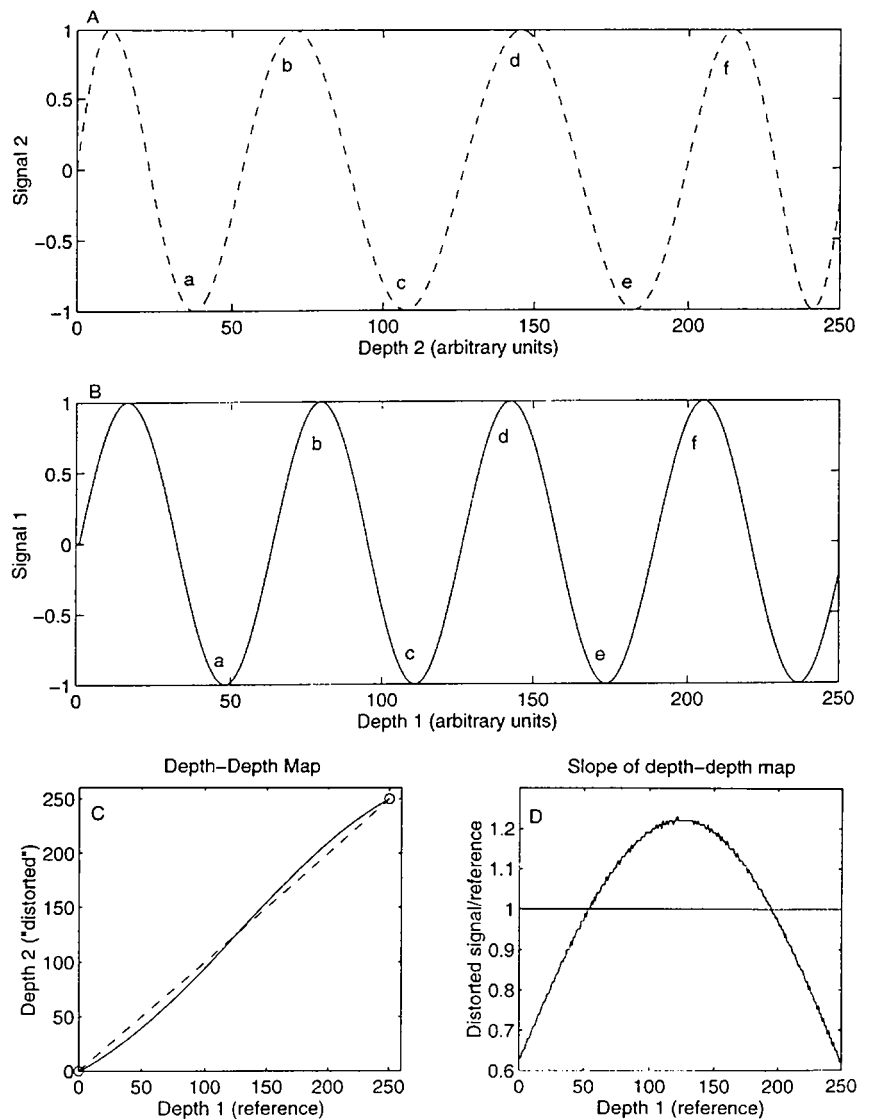 A
1
b
d
f
0.5
Signal 2
0
−0.5
a
c
e
−1
0 50 100 150 200 250
Depth 2 (arbitrary units)
B
1
b
d
f
0.5
Signal 1
0
−0.5
a
c
e
−1
0 50 100 150 200 250
Depth 1 (arbitrary units)
Depth−Depth Map
C
250
200
150
100
50
0
Depth 2 ("distorted")
0 50 100 150 200 250
Depth 1 (reference)
Slope of depth−depth map
D
1.2
1.1
1
0.9
0.8
0.7
0.6
Distorted signal/reference
0 50 100 150 200 250
Depth 1 (reference)